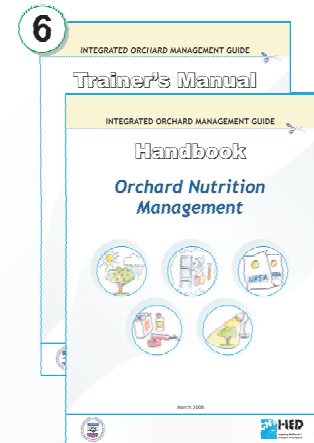 6
INTEGRATED ORCHARD MANAGEMENT GUIDE
Trainer's Manual
INTEGRATED ORCHARD MANAGEMENT GUIDE
Handbook
Orchard Nutrition
Management
UREA
March 2008
I-LED